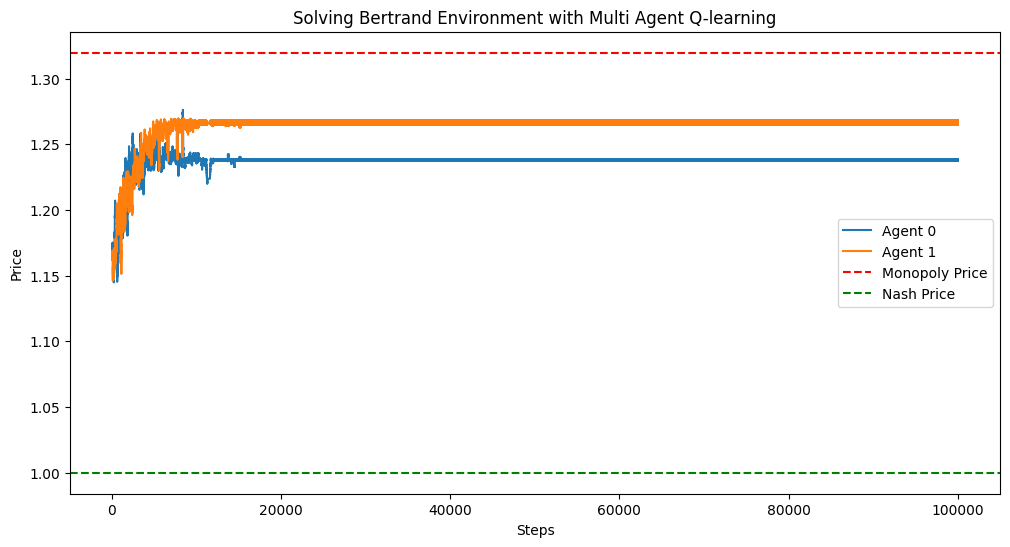 Solving Bertrand Environment with Multi Agent Q-learning
Price
1.30
1.25
1.20
1.15
1.10
1.05
1.00
Agent 0
Agent 1
Monopoly Price
Nash Price
0
20000
40000
60000
80000
100000
Steps